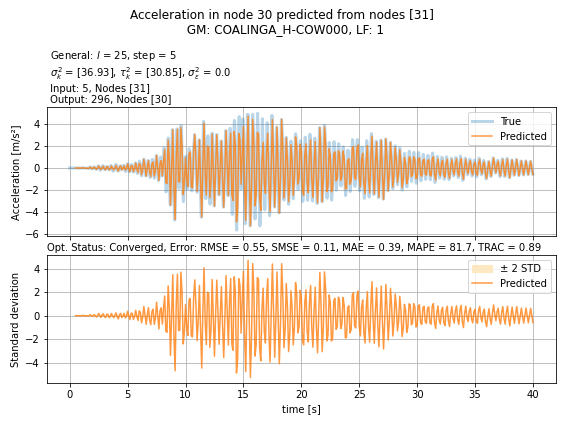 Acceleration in node 30 predicted from nodes [31]
GM: COALINGA_H-COW000, LF: 1
General: l = 25, step = 5
σ²ₖ = [36.93], τ²ₖ = [30.85], σ²ε = 0.0
Input: 5, Nodes [31]
Output: 296, Nodes [30]
Acceleration [m/s²]
4
2
0
−2
−4
−6
True
Predicted
Opt. Status: Converged, Error: RMSE = 0.55, SMSE = 0.11, MAE = 0.39, MAPE = 81.7, TRAC = 0.89
Standard deviation
4
2
0
−2
−4
± 2 STD
Predicted
0 5 10 15 20 25 30 35 40
time [s]